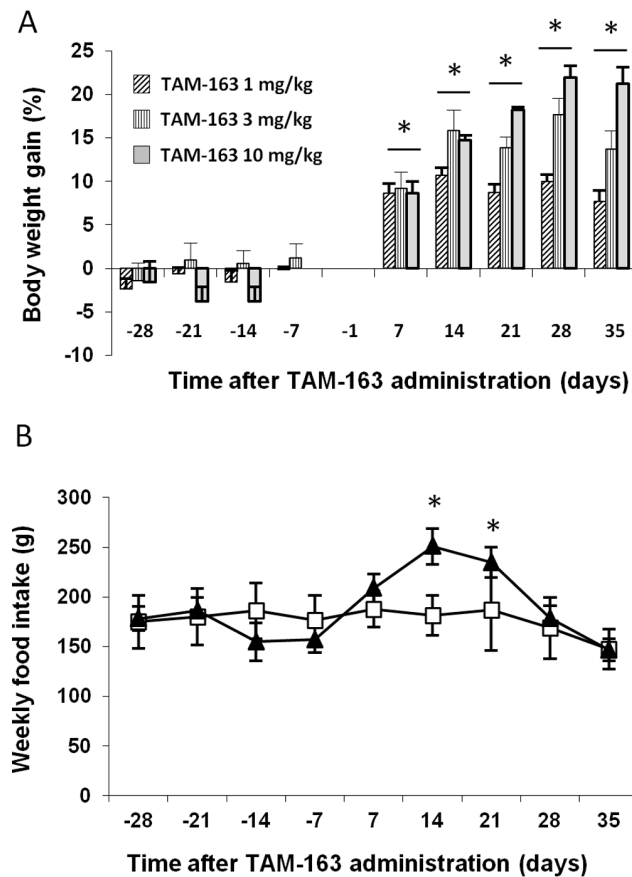 A
Body weight gain (%)
25
20
15
10
5
0
-5
-10
TAM-163 1 mg/kg
TAM-163 3 mg/kg
TAM-163 10 mg/kg
* * * * *
-28 -21 -14 -7 -1 7 14 21 28 35
Time after TAM-163 administration (days)
B
Weekly food intake (g)
300
250
200
150
100
50
0
* *
-28 -21 -14 -7 7 14 21 28 35
Time after TAM-163 administration (days)